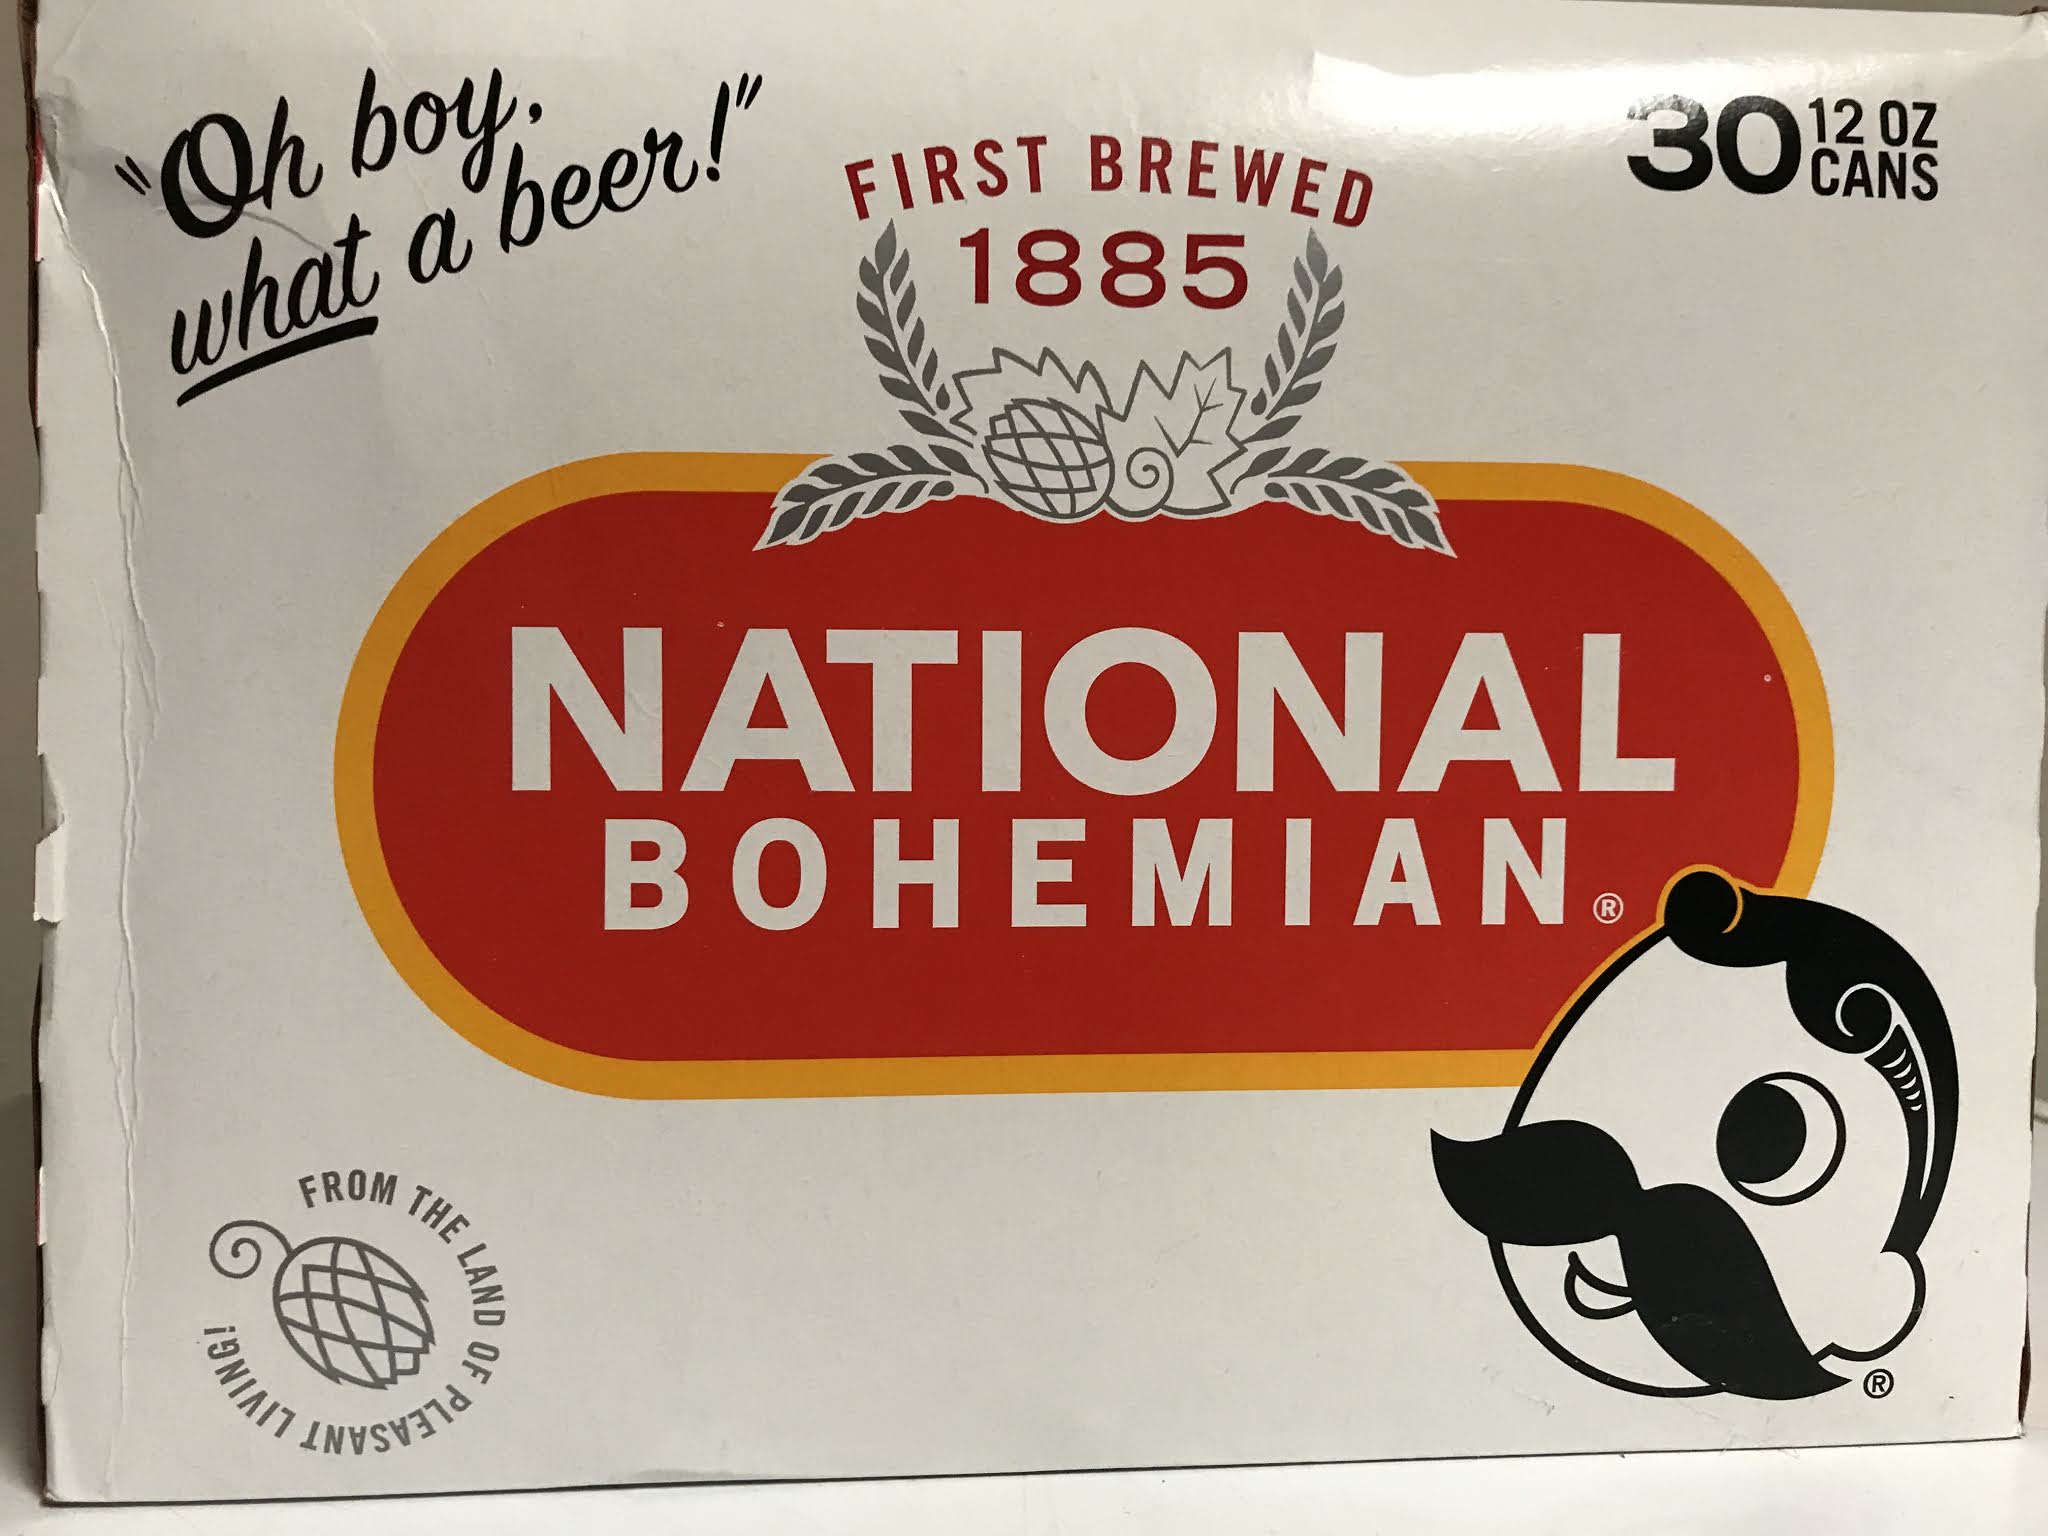 "Oh boy,
what a beer!"
FIRST BREWED
1885
30 12 OZ
CANS
NATIONAL
BOHEMIAN®
®
FROM THE LAND OF PLEASANT LIVING!